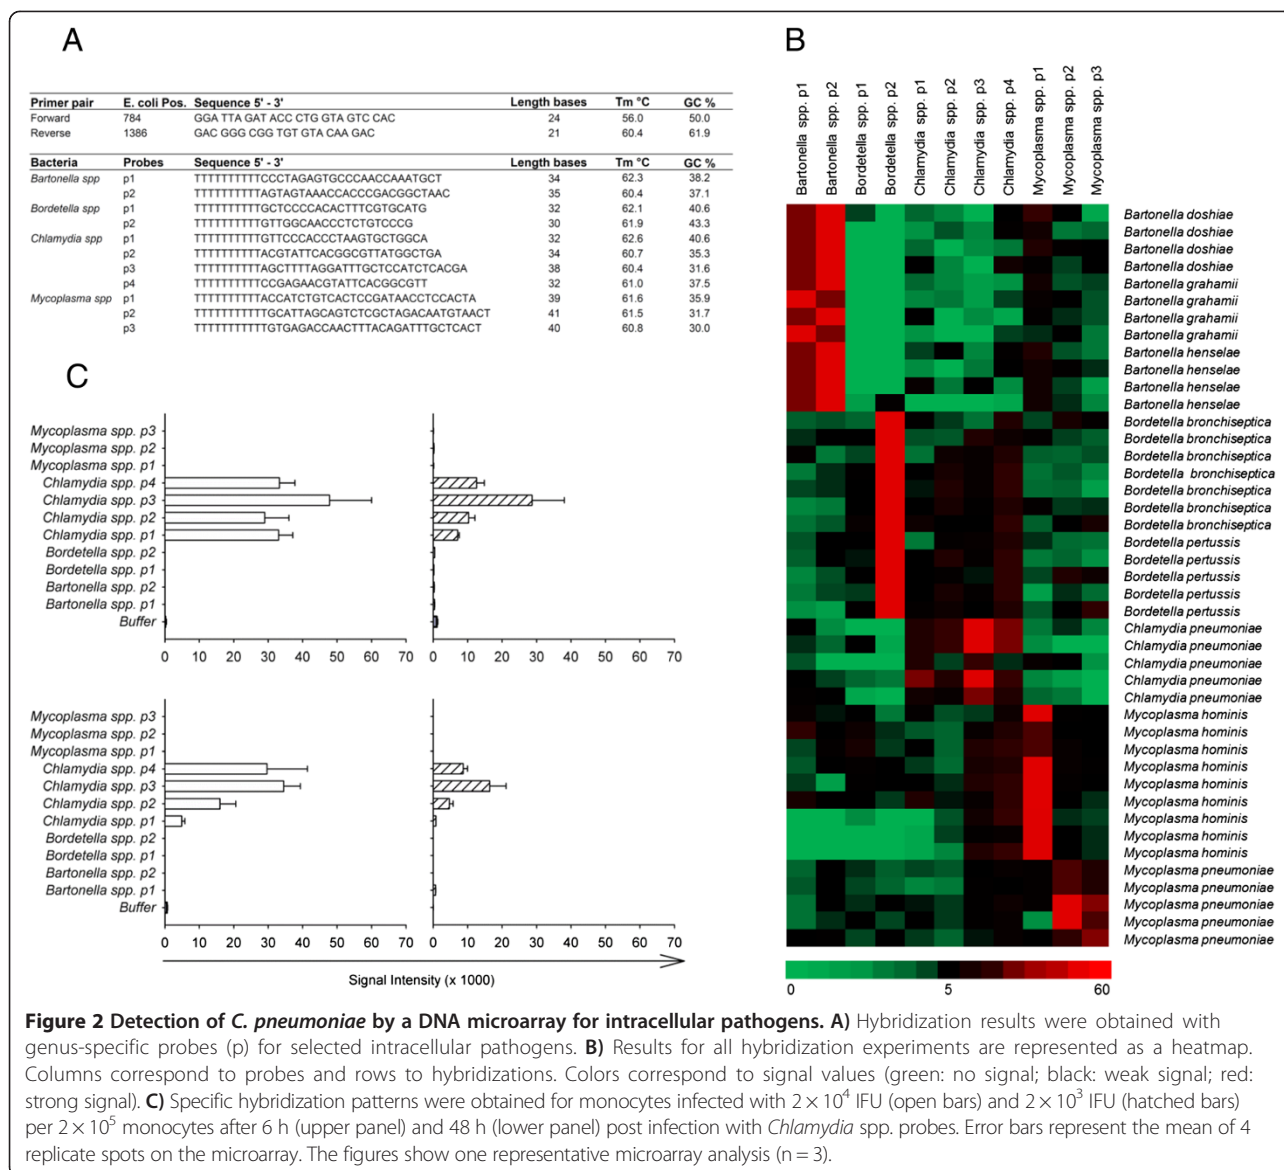 A
Primer pair E. coli Pos. Sequence 5' - 3' Length bases Tm °C GC %
Forward 784 GGA TTA GAT ACC CTG GTA GTC CAC 24 56.0 50.0
Reverse 1386 GAC GGG CGG TGT GTA CAA GAC 21 60.4 61.9
Bacteria Probes Sequence 5' - 3' Length bases Tm °C GC %
Bartonella spp p1 TTTTTTTTTTCCCTAGAGTGCCCAACCAAATGCT 34 62.3 38.2
p2 TTTTTTTTTTAGTAGTAAACCACCCGACGGCTAAC 35 60.4 37.1
Bordetella spp p1 TTTTTTTTTTGCTCCCCACACTTTCGTGCATG 32 62.1 40.6
p2 TTTTTTTTTTGTTGGCAACCCTCTGTCCCG 30 61.9 43.3
Chlamydia spp p1 TTTTTTTTTTGTTCCCACCCTAAGTGCTGGCA 32 62.6 40.6
p2 TTTTTTTTTTACGTATTCACGGCGTTATGGCTGA 34 60.7 35.3
p3 TTTTTTTTTTAGCTTTTAGGATTTGCTCCATCTCACGA 38 60.4 31.6
p4 TTTTTTTTTTCCGAGAACGTATTCACGGCGTT 32 61.0 37.5
Mycoplasma spp p1 TTTTTTTTTTACCATCTGTCACTCCGATAACCTCCACTA 39 61.6 35.9
p2 TTTTTTTTTTTGCATTAGCAGTCTCGCTAGACAATGTAACT 41 61.5 31.7
p3 TTTTTTTTTTTGTGAGACCAACTTTACAGATTTGCTCACT 40 60.8 30.0
B
Bartonella spp. p1
Bartonella spp. p2
Bordetella spp. p1
Bordetella spp. p2
Chlamydia spp. p1
Chlamydia spp. p2
Chlamydia spp. p3
Chlamydia spp. p4
Mycoplasma spp. p1
Mycoplasma spp. p2
Mycoplasma spp. p3
Bartonella doshiae
Bartonella doshiae
Bartonella doshiae
Bartonella doshiae
Bartonella grahamii
Bartonella grahamii
Bartonella grahamii
Bartonella grahamii
Bartonella henselae
Bartonella henselae
Bartonella henselae
Bartonella henselae
Bordetella bronchiseptica
Bordetella bronchiseptica
Bordetella bronchiseptica
Bordetella bronchiseptica
Bordetella bronchiseptica
Bordetella bronchiseptica
Bordetella bronchiseptica
Bordetella pertussis
Bordetella pertussis
Bordetella pertussis
Bordetella pertussis
Bordetella pertussis
Chlamydia pneumoniae
Chlamydia pneumoniae
Chlamydia pneumoniae
Chlamydia pneumoniae
Chlamydia pneumoniae
Mycoplasma hominis
Mycoplasma hominis
Mycoplasma hominis
Mycoplasma hominis
Mycoplasma hominis
Mycoplasma hominis
Mycoplasma hominis
Mycoplasma hominis
Mycoplasma hominis
Mycoplasma pneumoniae
Mycoplasma pneumoniae
Mycoplasma pneumoniae
Mycoplasma pneumoniae
Mycoplasma pneumoniae
0 5 60
C
Mycoplasma spp. p3
Mycoplasma spp. p2
Mycoplasma spp. p1
Chlamydia spp. p4
Chlamydia spp. p3
Chlamydia spp. p2
Chlamydia spp. p1
Bordetella spp. p2
Bordetella spp. p1
Bartonella spp. p2
Bartonella spp. p1
Buffer
0 10 20 30 40 50 60 70 0 10 20 30 40 50 60 70
Mycoplasma spp. p3
Mycoplasma spp. p2
Mycoplasma spp. p1
Chlamydia spp. p4
Chlamydia spp. p3
Chlamydia spp. p2
Chlamydia spp. p1
Bordetella spp. p2
Bordetella spp. p1
Bartonella spp. p2
Bartonella spp. p1
Buffer
0 10 20 30 40 50 60 70 0 10 20 30 40 50 60 70
Signal Intensity (x 1000)
Figure 2 Detection of C. pneumoniae by a DNA microarray for intracellular pathogens. A) Hybridization results were obtained with
genus-specific probes (p) for selected intracellular pathogens. B) Results for all hybridization experiments are represented as a heatmap.
Columns correspond to probes and rows to hybridizations. Colors correspond to signal values (green: no signal; black: weak signal; red:
strong signal). C) Specific hybridization patterns were obtained for monocytes infected with 2 × 10⁴ IFU (open bars) and 2 × 10³ IFU (hatched bars)
per 2 × 10⁵ monocytes after 6 h (upper panel) and 48 h (lower panel) post infection with Chlamydia spp. probes. Error bars represent the mean of 4
replicate spots on the microarray. The figures show one representative microarray analysis (n = 3).